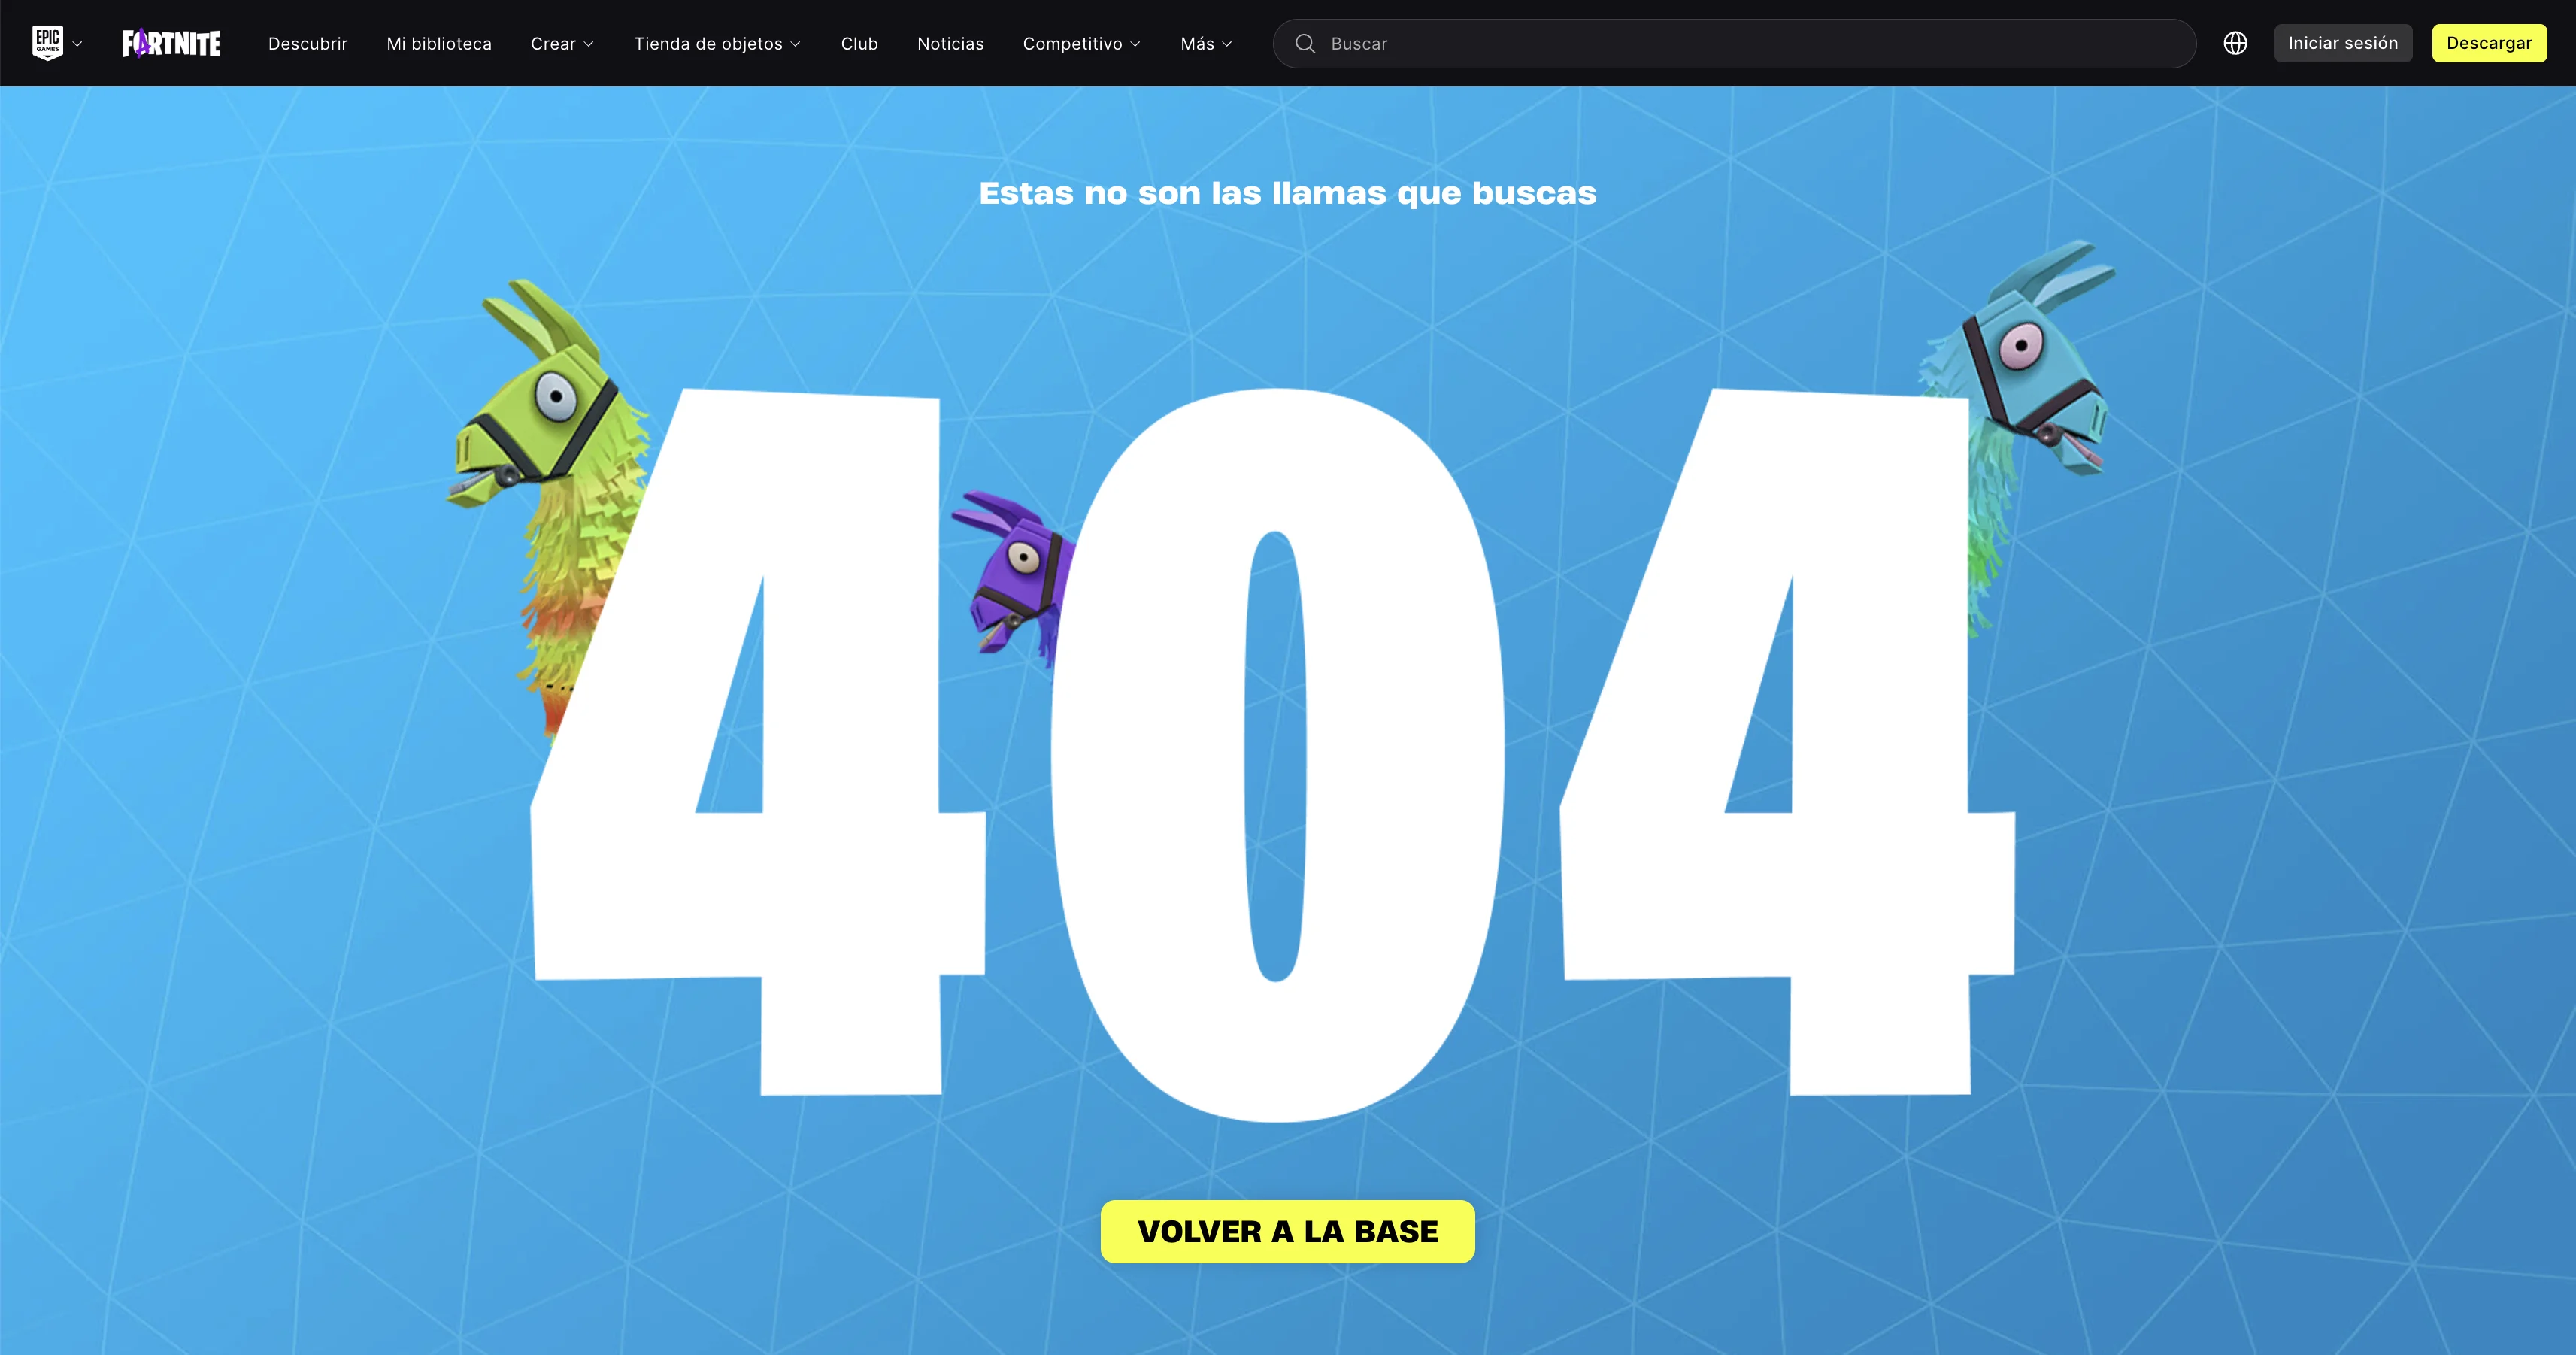 EPIC
GAMES
FORTNITE
Descubrir
Mi biblioteca
Crear
Tienda de objetos
Club
Noticias
Competitivo
Más
Buscar
Iniciar sesión
Descargar
Estas no son las llamas que buscas
404
VOLVER A LA BASE